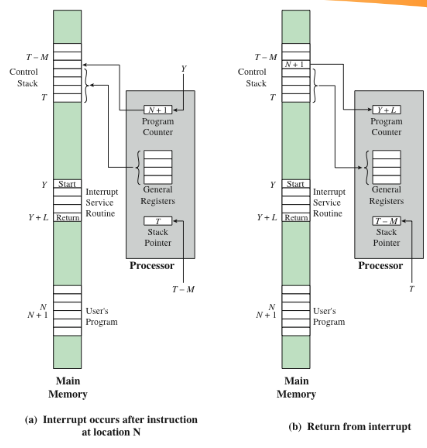 T – M
Control
Stack
T
Y
N + 1
Program
Counter
General
Registers
T
Stack
Pointer
Processor
T – M
Y
Start
Interrupt
Service
Routine
Y + L
Return
N
N + 1
User's
Program
Main
Memory
(a) Interrupt occurs after instruction
at location N
T – M
Control
Stack
N + 1
T
Y + L
Program
Counter
General
Registers
T – M
Stack
Pointer
Processor
T
Y
Start
Interrupt
Service
Routine
Y + L
Return
N
N + 1
User's
Program
Main
Memory
(b) Return from interrupt